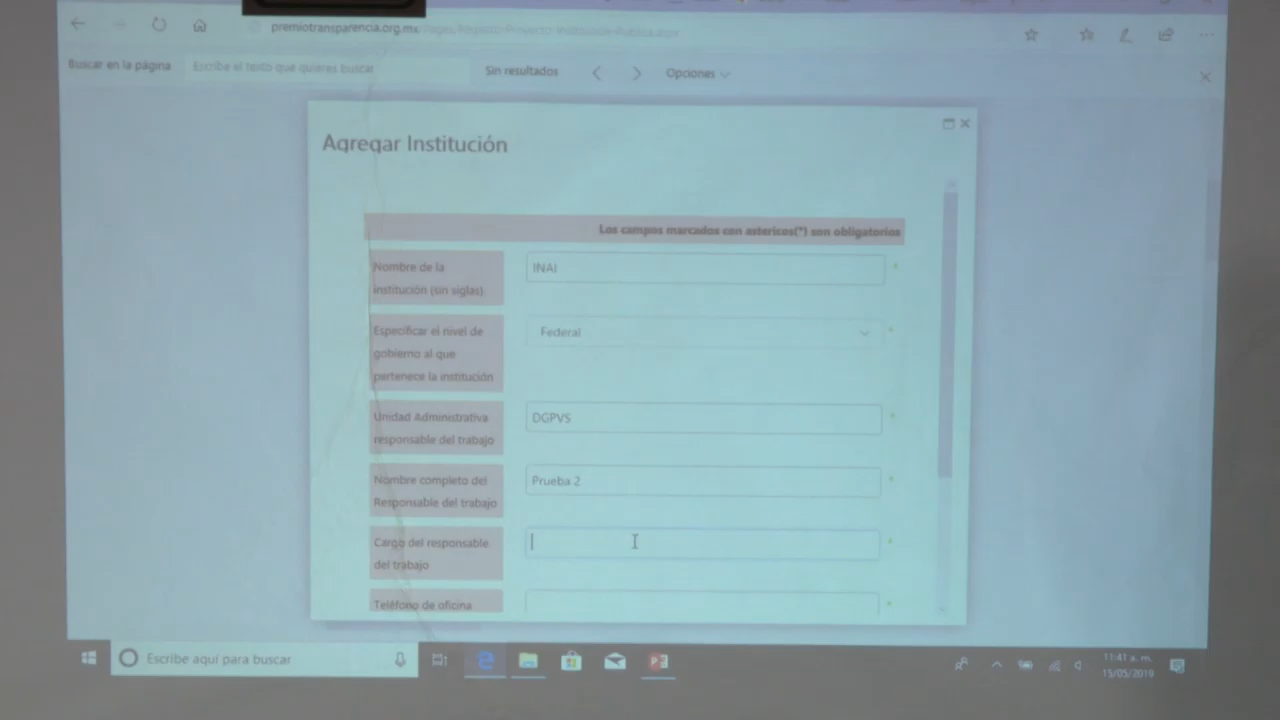 premiotransparencia.org.mx
Buscar en la página
Escribe el texto que quieres buscar
Sin resultados
Opciones
Agregar Institución
Los campos marcados con astericos(*) son obligatorios
Nombre de la
institución (sin siglas)
INAI
*
Especificar el nivel de
gobierno al que
pertenece la institución
Federal
*
Unidad Administrativa
responsable del trabajo
DGPVS
*
Nombre completo del
Responsable del trabajo
Prueba 2
*
Cargo del responsable
del trabajo
*
Teléfono de oficina
*
Escribe aquí para buscar
11:41 a. m.
15/05/2019